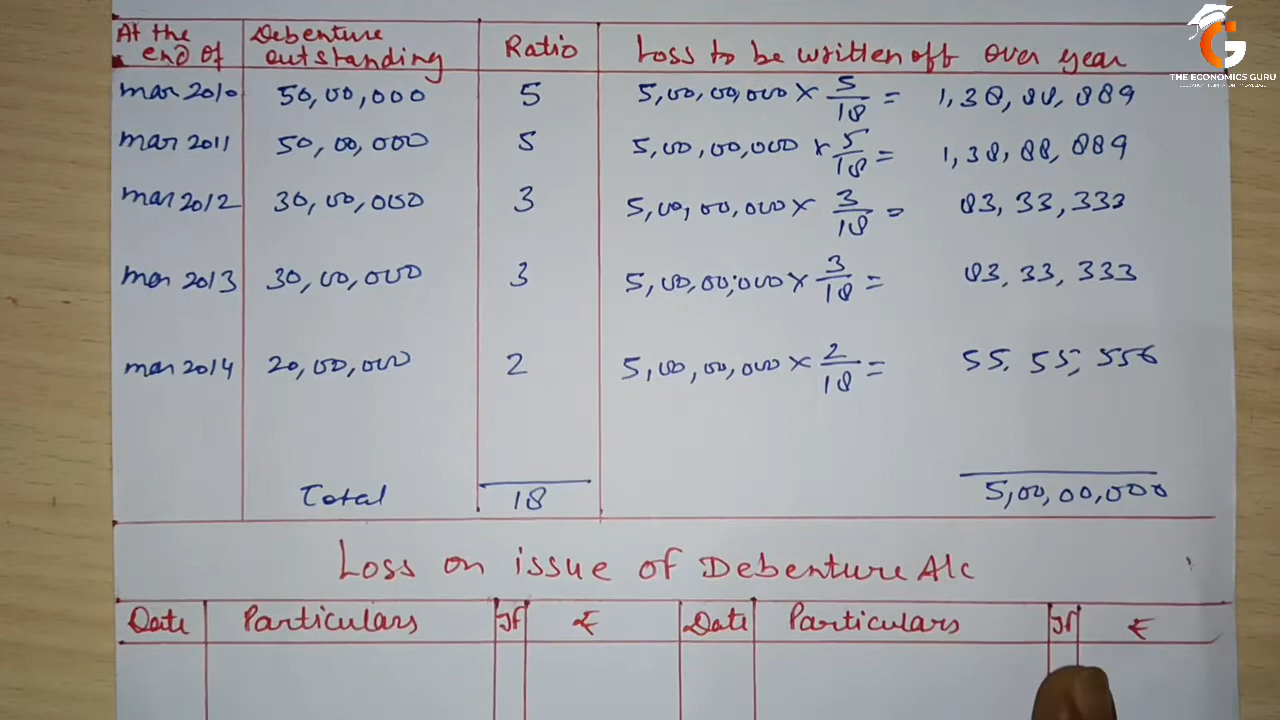 THE ECONOMICS GURU
At the end of | Debenture outstanding | Ratio | Loss to be written off over year
mar 2010 | 50,00,000 | 5 | 5,00,00,000 × 5/18 = 1,38,88,889
mar 2011 | 50,00,000 | 5 | 5,00,00,000 × 5/18 = 1,38,88,889
mar 2012 | 30,00,000 | 3 | 5,00,00,000 × 3/18 = 83,33,333
mar 2013 | 30,00,000 | 3 | 5,00,00,000 × 3/18 = 83,33,333
mar 2014 | 20,00,000 | 2 | 5,00,00,000 × 2/18 = 55,55,556
Total | 18 | 5,00,00,000
Loss on issue of Debenture A/c
Date | Particulars | Jf | ₹ | Date | Particulars | Jf | ₹